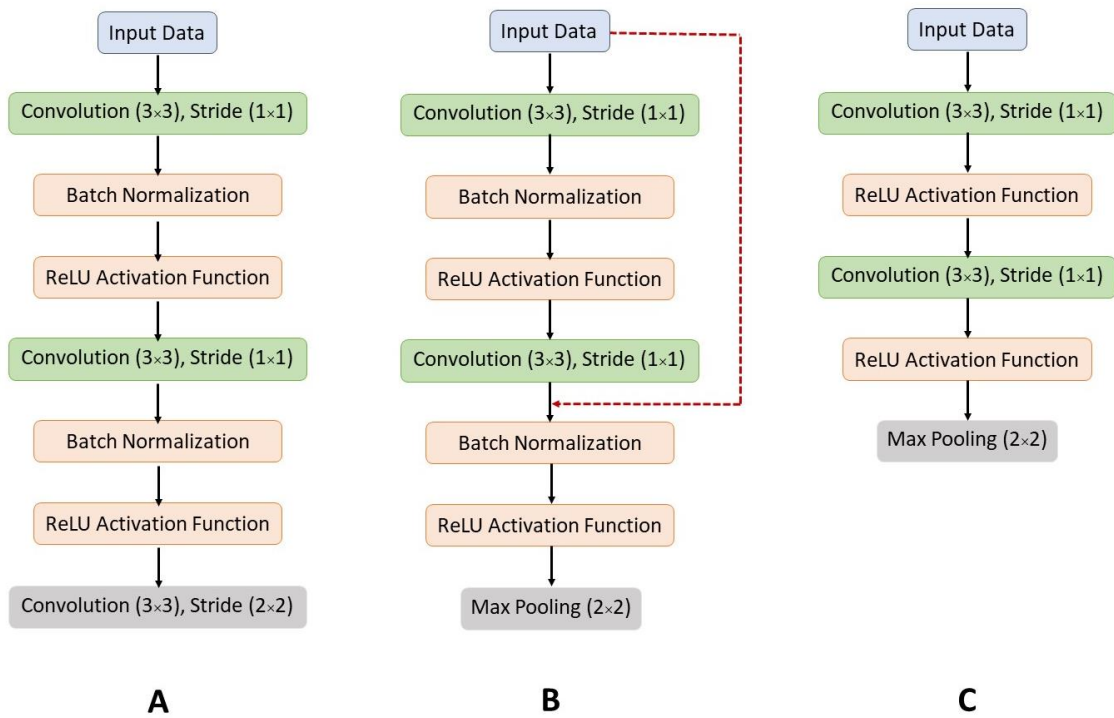 Input Data
Convolution (3×3), Stride (1×1)
Batch Normalization
ReLU Activation Function
Convolution (3×3), Stride (1×1)
Batch Normalization
ReLU Activation Function
Convolution (3×3), Stride (2×2)
A
Input Data
Convolution (3×3), Stride (1×1)
Batch Normalization
ReLU Activation Function
Convolution (3×3), Stride (1×1)
Batch Normalization
ReLU Activation Function
Max Pooling (2×2)
B
Input Data
Convolution (3×3), Stride (1×1)
ReLU Activation Function
Convolution (3×3), Stride (1×1)
ReLU Activation Function
Max Pooling (2×2)
C